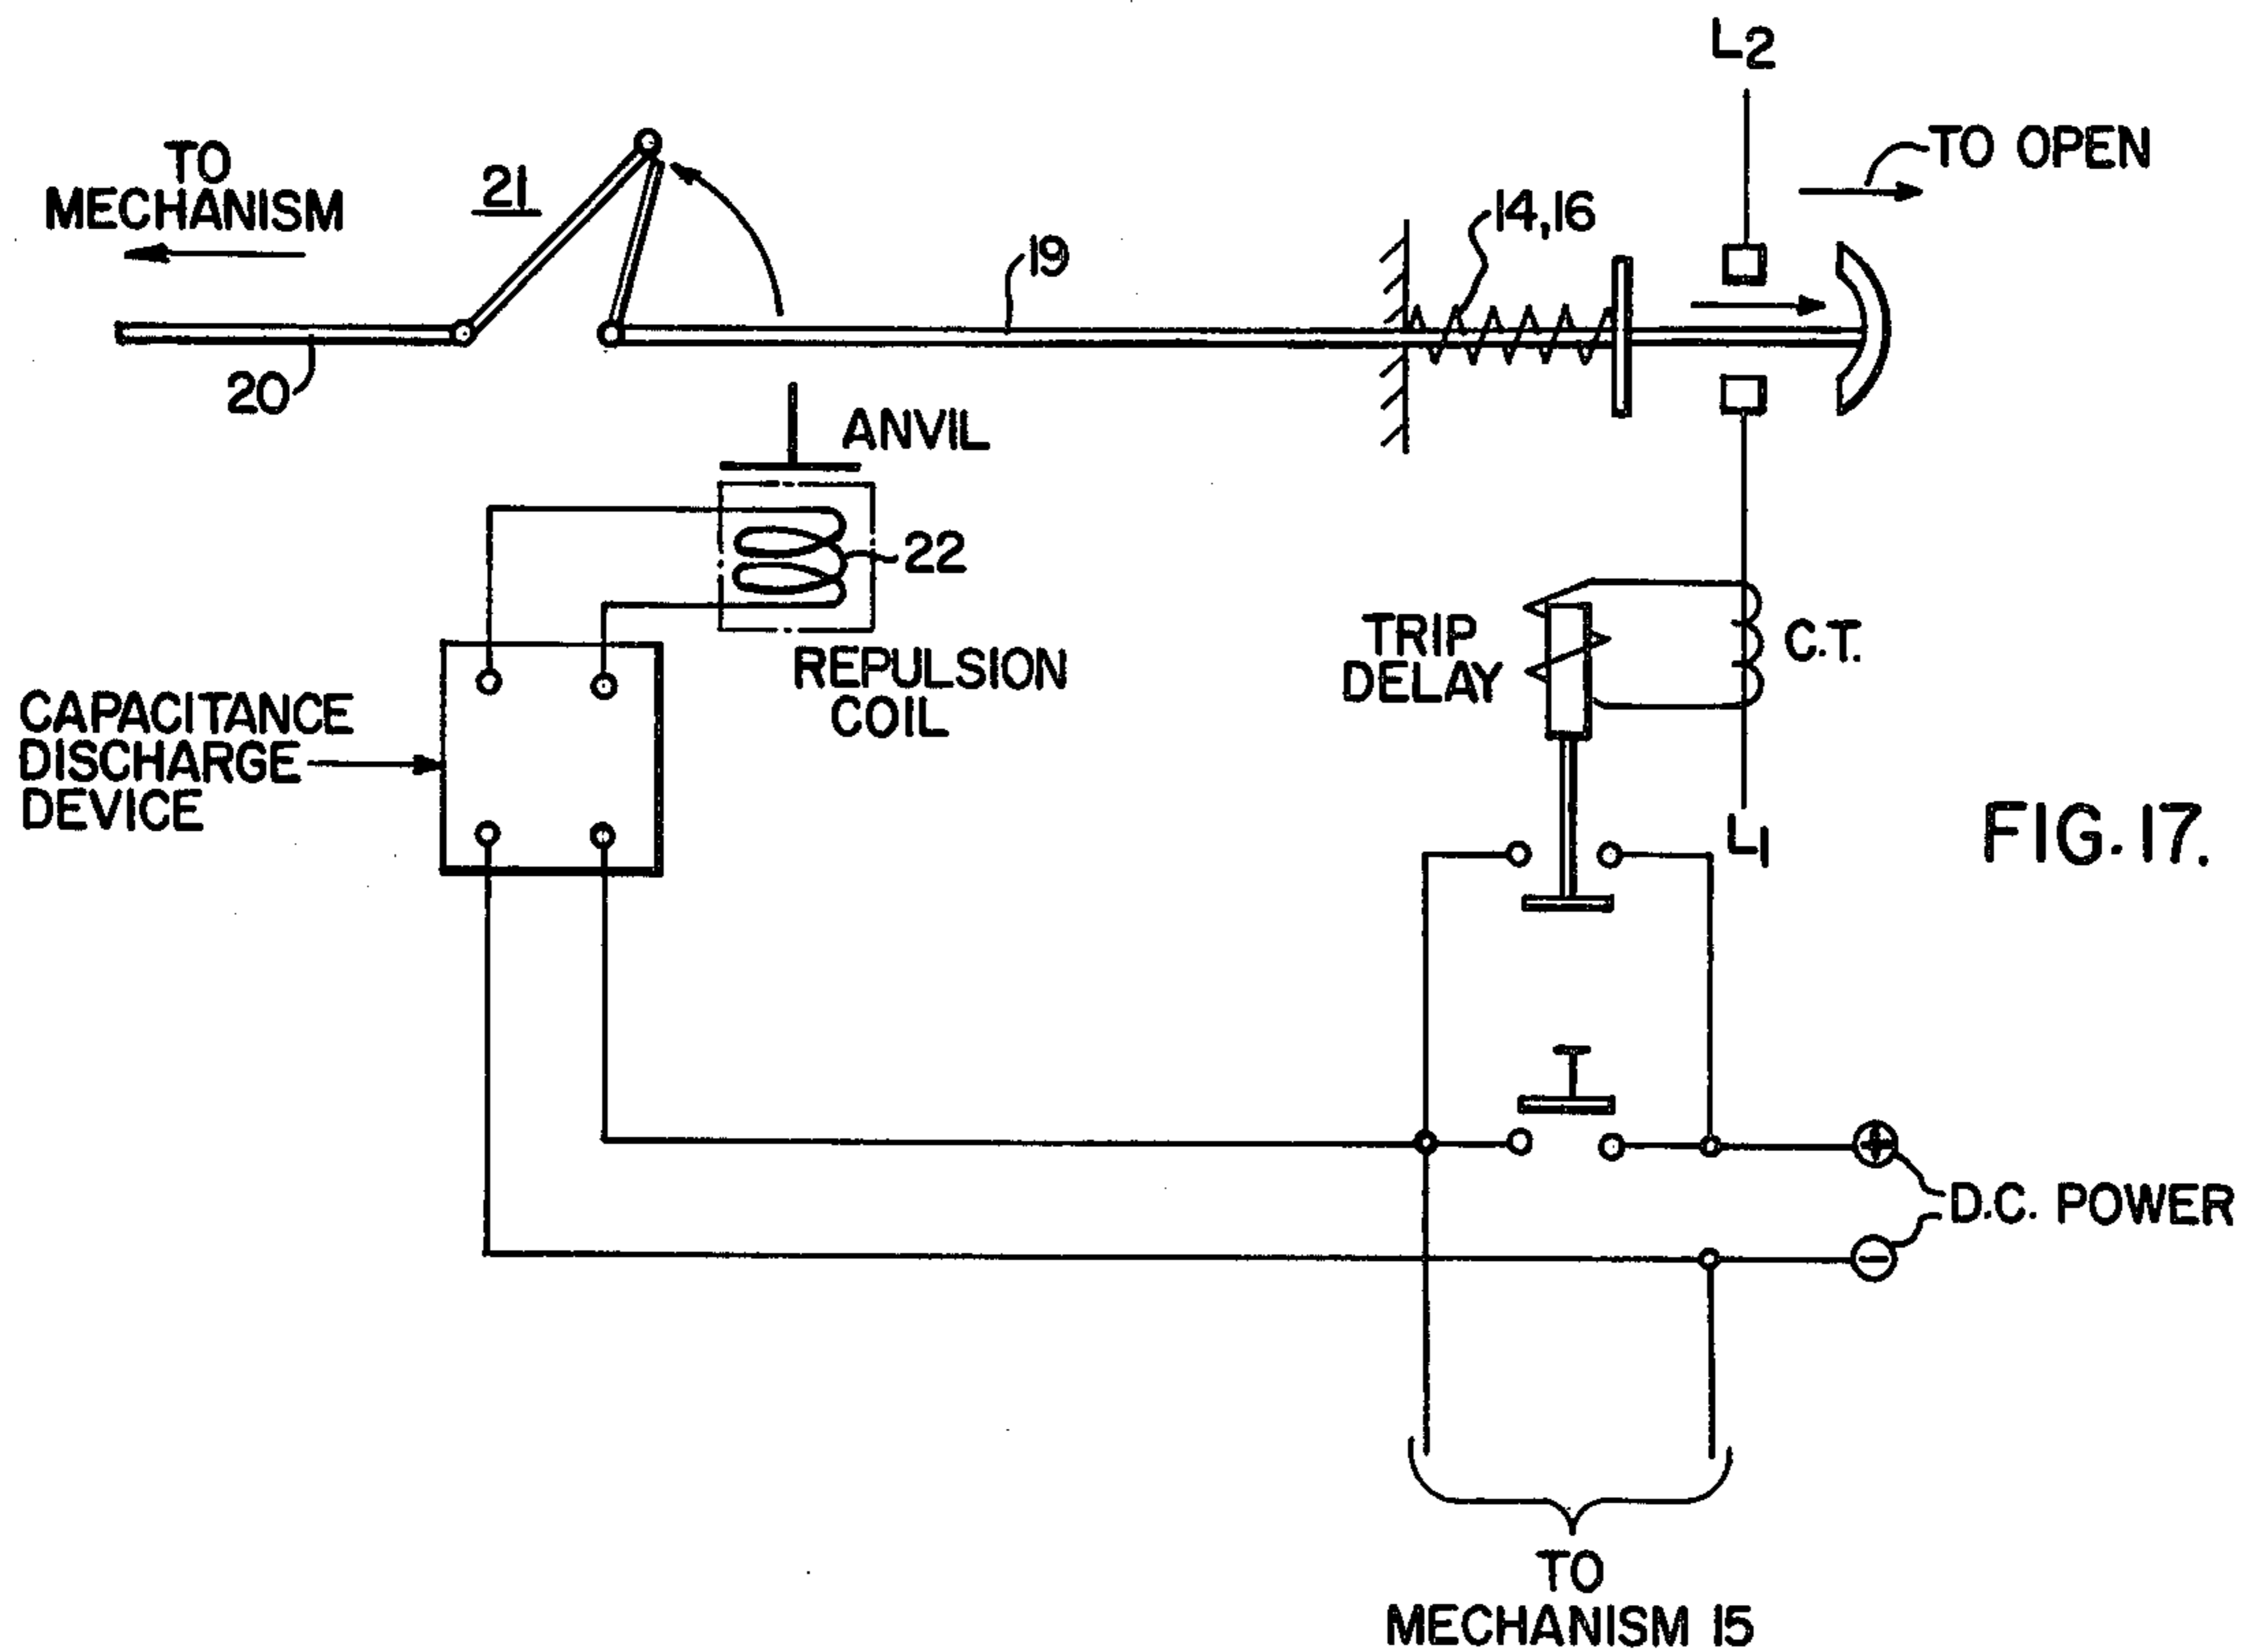 L2
TO OPEN
TO
MECHANISM
21
14,16
19
20
ANVIL
22
REPULSION
COIL
TRIP
DELAY
C.T.
CAPACITANCE
DISCHARGE
DEVICE
L1
FIG. 17.
+
D.C. POWER
−
TO
MECHANISM 15